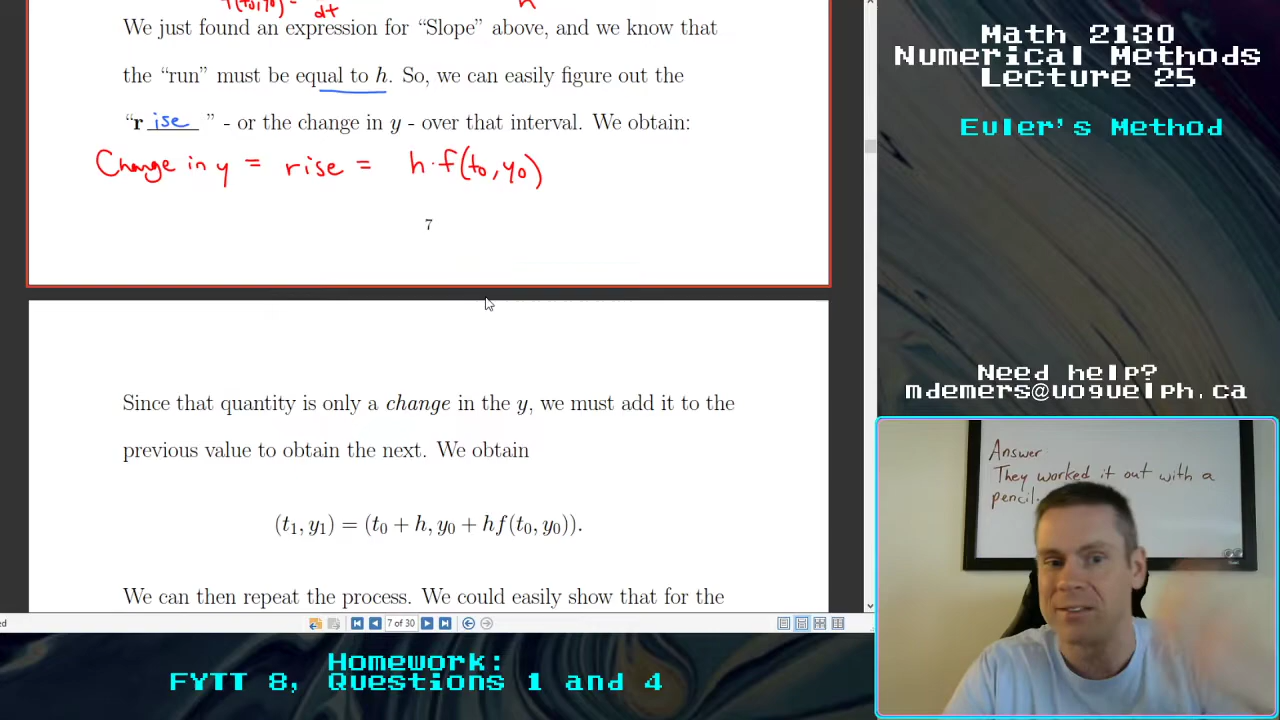 We just found an expression for “Slope” above, and we know that
the “run” must be equal to h. So, we can easily figure out the
“rise” - or the change in y - over that interval. We obtain:
Change in y = rise = h·f(t₀,y₀)
7
Since that quantity is only a change in the y, we must add it to the
previous value to obtain the next. We obtain
(t₁, y₁) = (t₀ + h, y₀ + hf(t₀, y₀)).
We can then repeat the process. We could easily show that for the
7 of 30
Math 2130
Numerical Methods
Lecture 25
Euler's Method
Need help?
mdemers@uoguelph.ca
Answer
They worked it out with a
pencil.
Homework:
FYTT 8, Questions 1 and 4